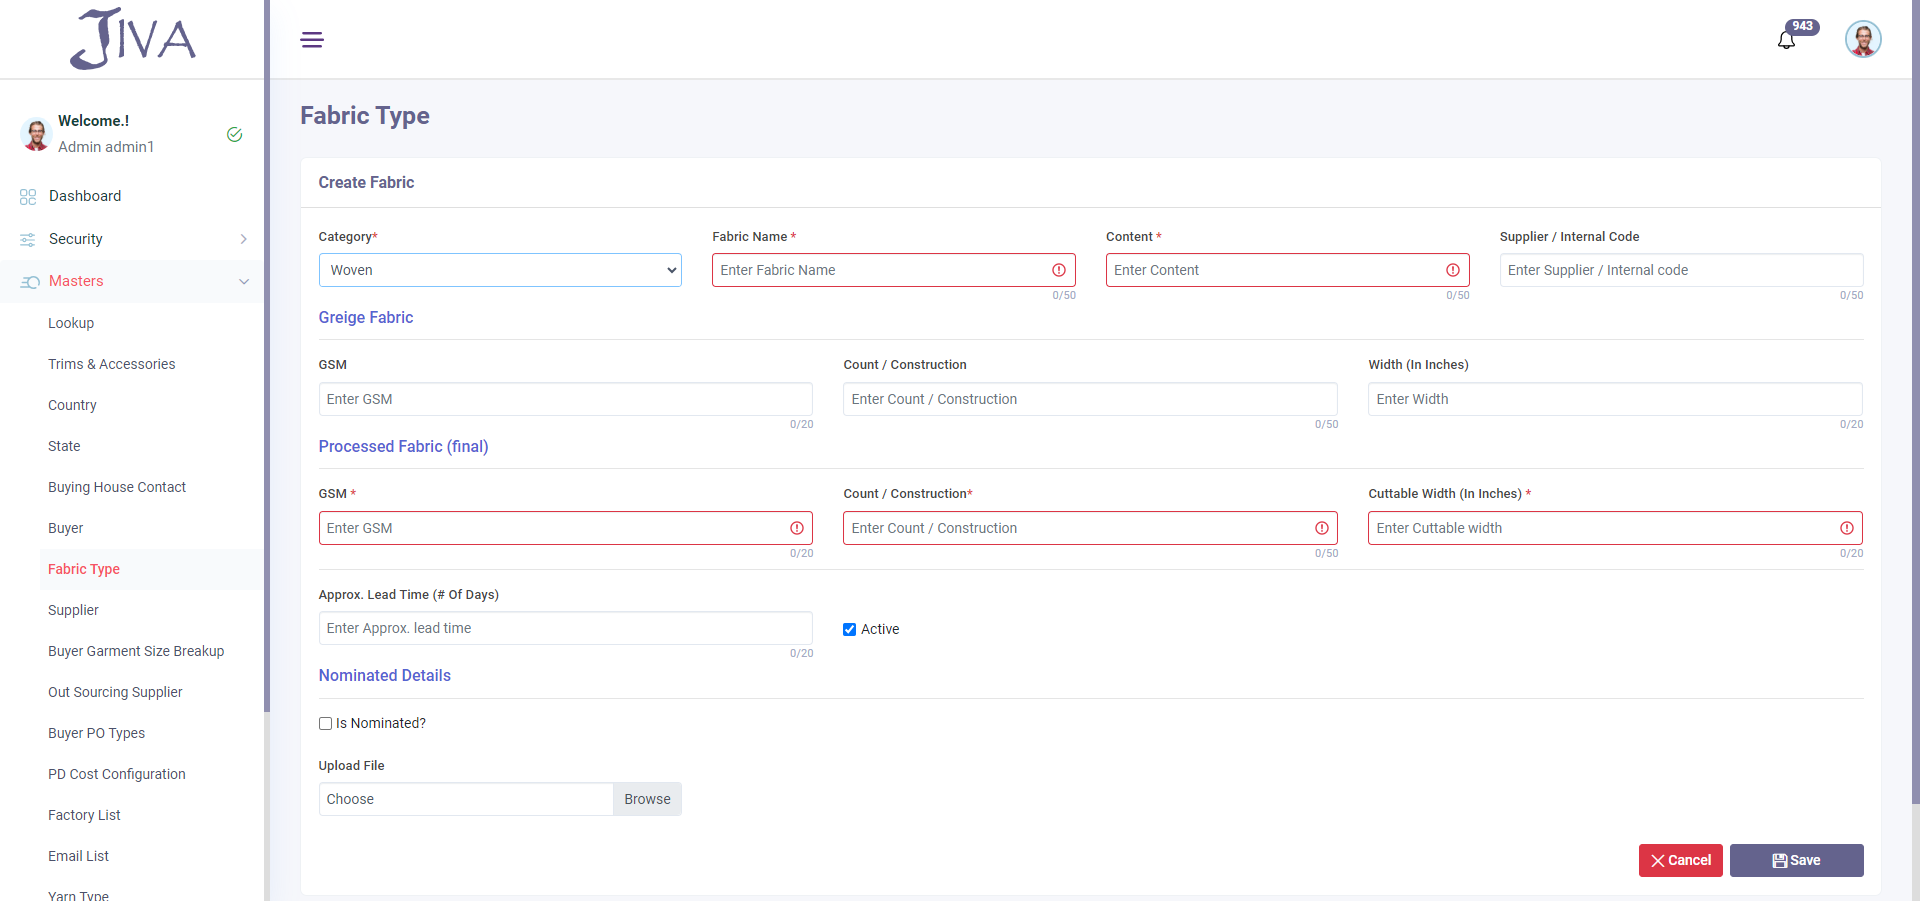 JIVA
943
Welcome.!
Admin admin1
Dashboard
Security
Masters
Lookup
Trims & Accessories
Country
State
Buying House Contact
Buyer
Fabric Type
Supplier
Buyer Garment Size Breakup
Out Sourcing Supplier
Buyer PO Types
PD Cost Configuration
Factory List
Email List
Yarn Type
Fabric Type
Create Fabric
Category* Fabric Name * Content * Supplier / Internal Code
Woven Enter Fabric Name Enter Content Enter Supplier / Internal code
0/50 0/50 0/50
Greige Fabric
GSM Count / Construction Width (In Inches)
Enter GSM Enter Count / Construction Enter Width
0/20 0/50 0/20
Processed Fabric (final)
GSM * Count / Construction* Cuttable Width (In Inches) *
Enter GSM Enter Count / Construction Enter Cuttable width
0/20 0/50 0/20
Approx. Lead Time (# Of Days)
Enter Approx. lead time Active
0/20
Nominated Details
Is Nominated?
Upload File
Choose Browse
Cancel Save